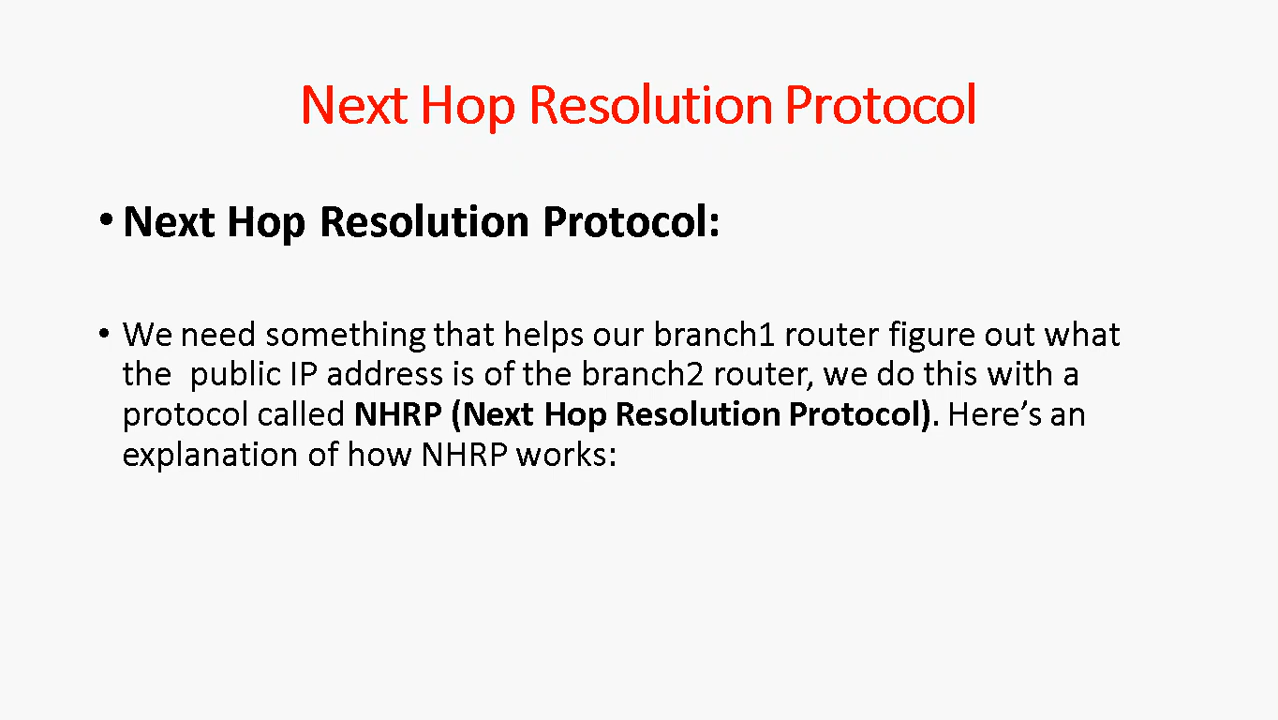 Next Hop Resolution Protocol
• Next Hop Resolution Protocol:
• We need something that helps our branch1 router figure out what
the  public IP address is of the branch2 router, we do this with a
protocol called NHRP (Next Hop Resolution Protocol). Here’s an
explanation of how NHRP works: